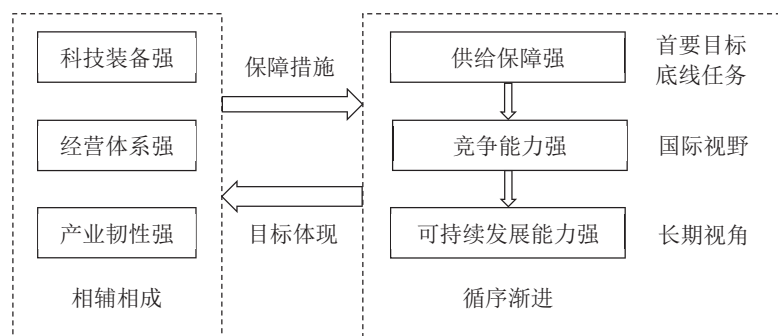 科技装备强
经营体系强
产业韧性强
相辅相成
保障措施
目标体现
供给保障强
竞争能力强
可持续发展能力强
循序渐进
首要目标
底线任务
国际视野
长期视角